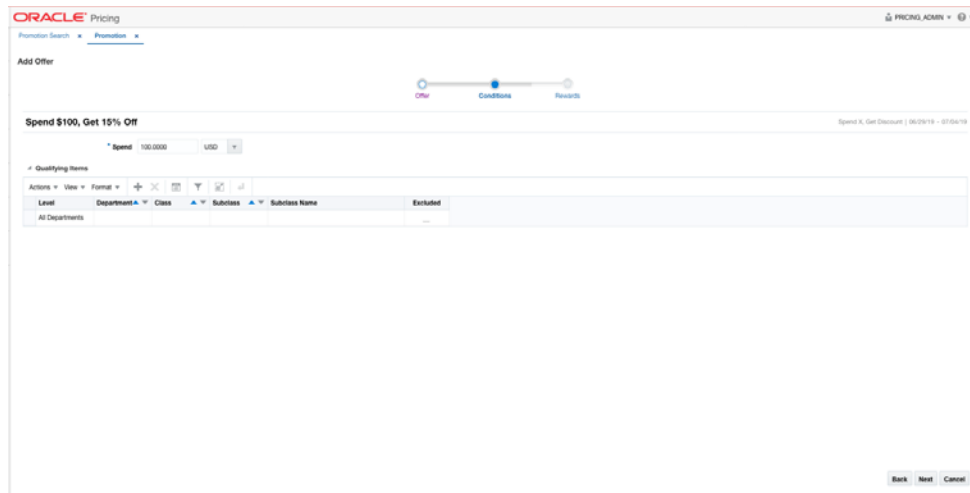 ORACLE Pricing PRICING_ADMIN
Promotion Search x Promotion x
Add Offer
Offer Conditions Rewards
Spend $100, Get 15% Off Spend X, Get Discount | 06/29/19 - 07/04/19
* Spend 100.0000 USD
Qualifying Items
Actions View Format
Level Department Class Subclass Subclass Name Excluded
All Departments ...
Back Next Cancel